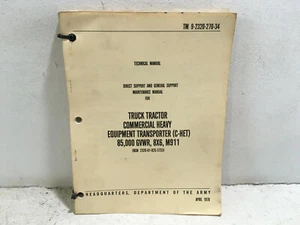 TM 9-2320-270-34
TECHNICAL MANUAL
DIRECT SUPPORT AND GENERAL SUPPORT
MAINTENANCE MANUAL
FOR
TRUCK TRACTOR
COMMERCIAL HEAVY
EQUIPMENT TRANSPORTER (C-HET)
85,000 GVWR, 8X6, M911
HEADQUARTERS, DEPARTMENT OF THE ARMY
APRIL